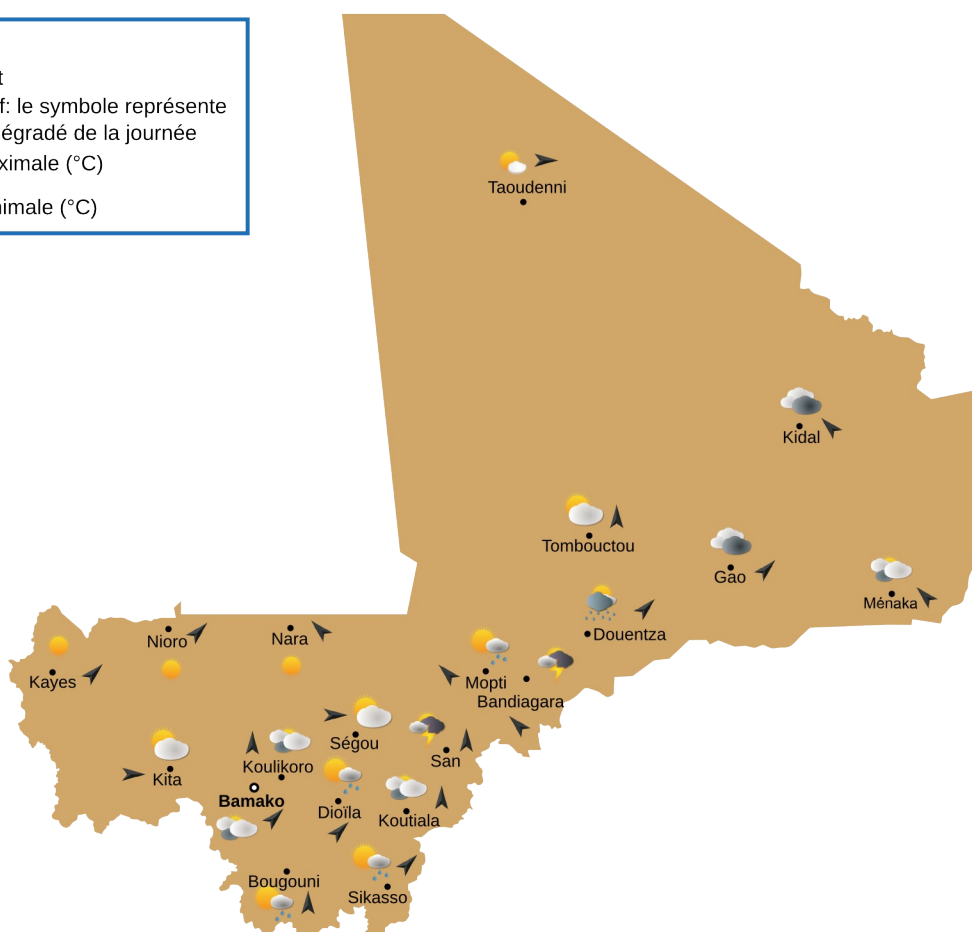 t
f: le symbole représente
égradé de la journée
ximale (°C)
nimale (°C)
Taoudenni
Kidal
Tombouctou
Gao
Ménaka
Douentza
Nioro
Nara
Kayes
Mopti
Bandiagara
Ségou
San
Koulikoro
Kita
Bamako
Dioïla
Koutiala
Bougouni
Sikasso